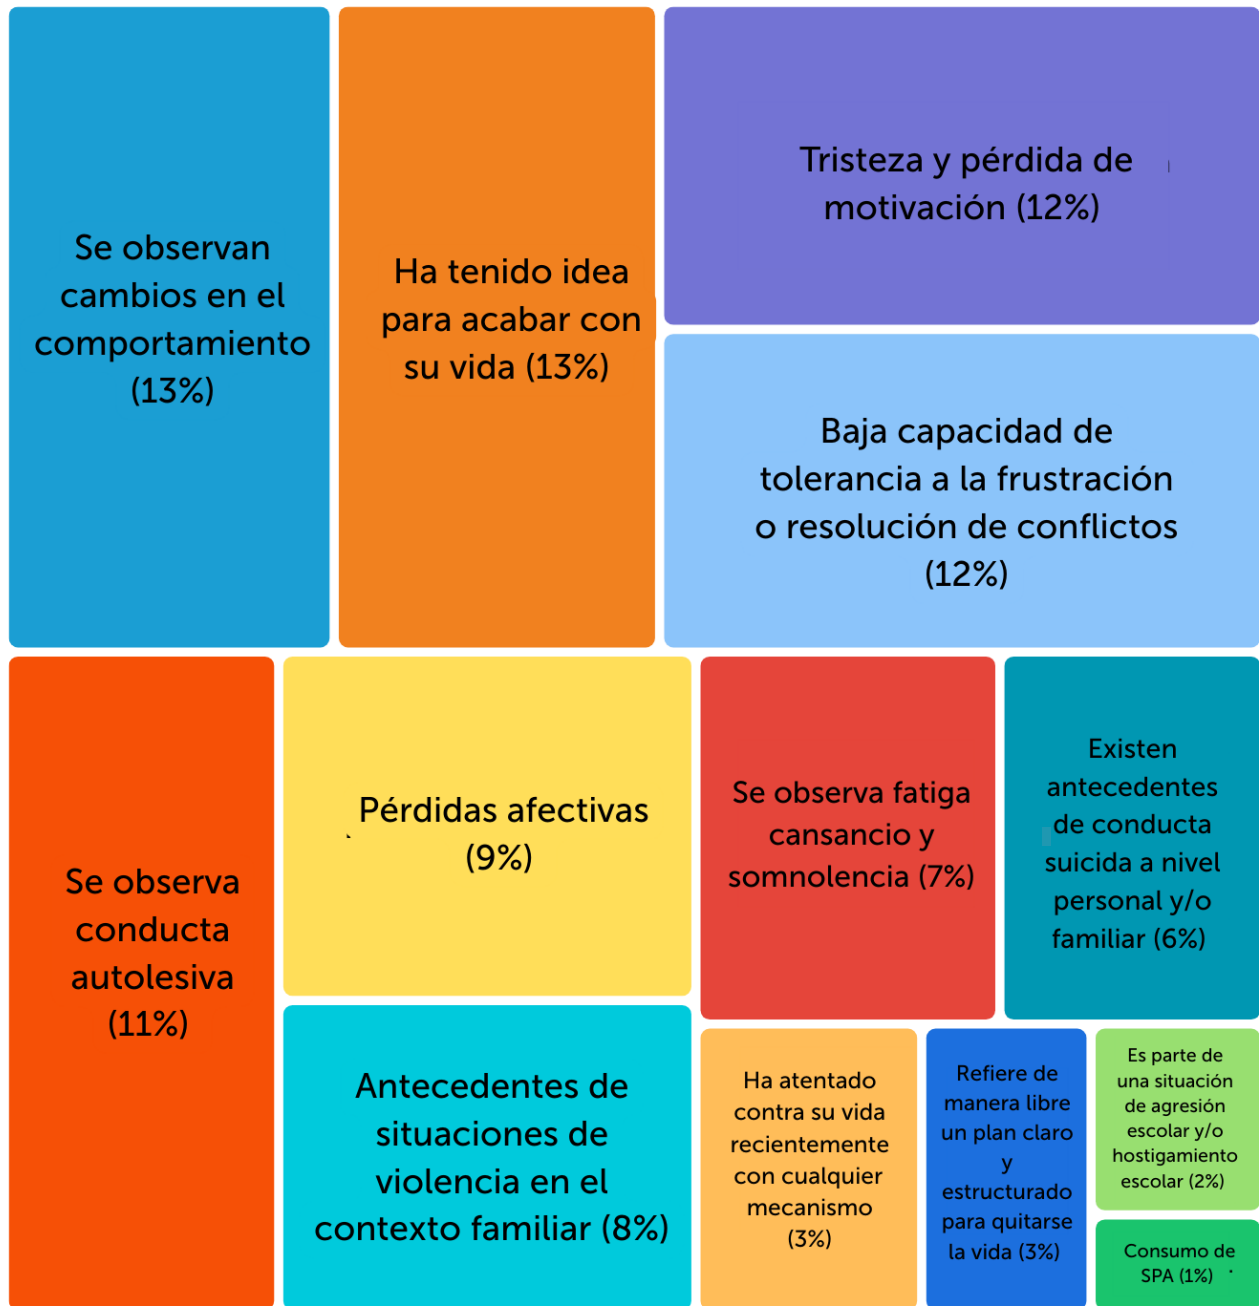 Se observan
cambios en el
comportamiento
(13%)
Ha tenido idea
para acabar con
su vida (13%)
Tristeza y pérdida de
motivación (12%)
Baja capacidad de
tolerancia a la frustración
o resolución de conflictos
(12%)
Se observa
conducta
autolesiva
(11%)
Pérdidas afectivas
(9%)
Antecedentes de
situaciones de
violencia en el
contexto familiar (8%)
Se observa fatiga
cansancio y
somnolencia (7%)
Existen
antecedentes
de conducta
suicida a nivel
personal y/o
familiar (6%)
Ha atentado
contra su vida
recientemente
con cualquier
mecanismo
(3%)
Refiere de
manera libre
un plan claro
y
estructurado
para quitarse
la vida (3%)
Es parte de
una situación
de agresión
escolar y/o
hostigamiento
escolar (2%)
Consumo de
SPA (1%)